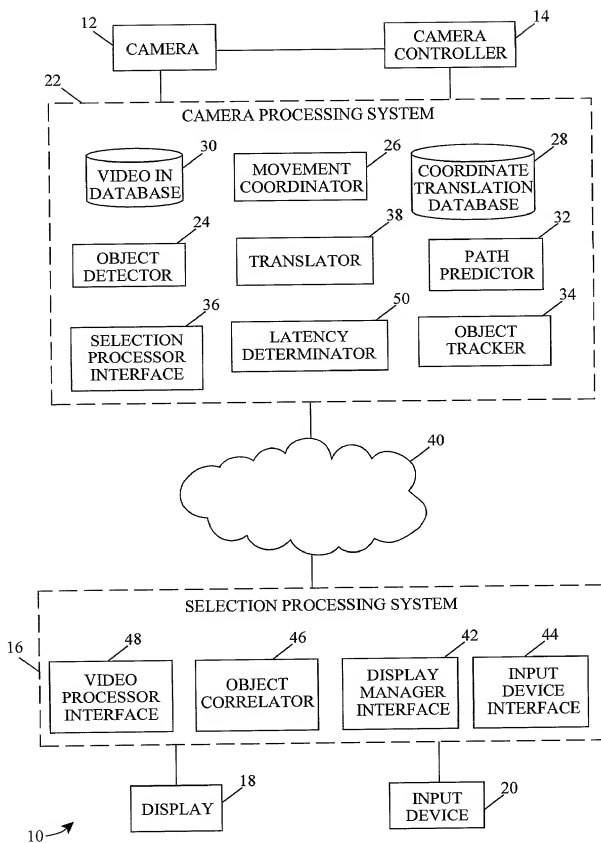 12
CAMERA
14
CAMERA
CONTROLLER
22
CAMERA PROCESSING SYSTEM
30
VIDEO IN
DATABASE
26
MOVEMENT
COORDINATOR
28
COORDINATE
TRANSLATION
DATABASE
24
OBJECT
DETECTOR
38
TRANSLATOR
32
PATH
PREDICTOR
36
SELECTION
PROCESSOR
INTERFACE
50
LATENCY
DETERMINATOR
34
OBJECT
TRACKER
40
SELECTION PROCESSING SYSTEM
16
48
VIDEO
PROCESSOR
INTERFACE
46
OBJECT
CORRELATOR
42
DISPLAY
MANAGER
INTERFACE
44
INPUT
DEVICE
INTERFACE
18
DISPLAY
20
INPUT
DEVICE
10